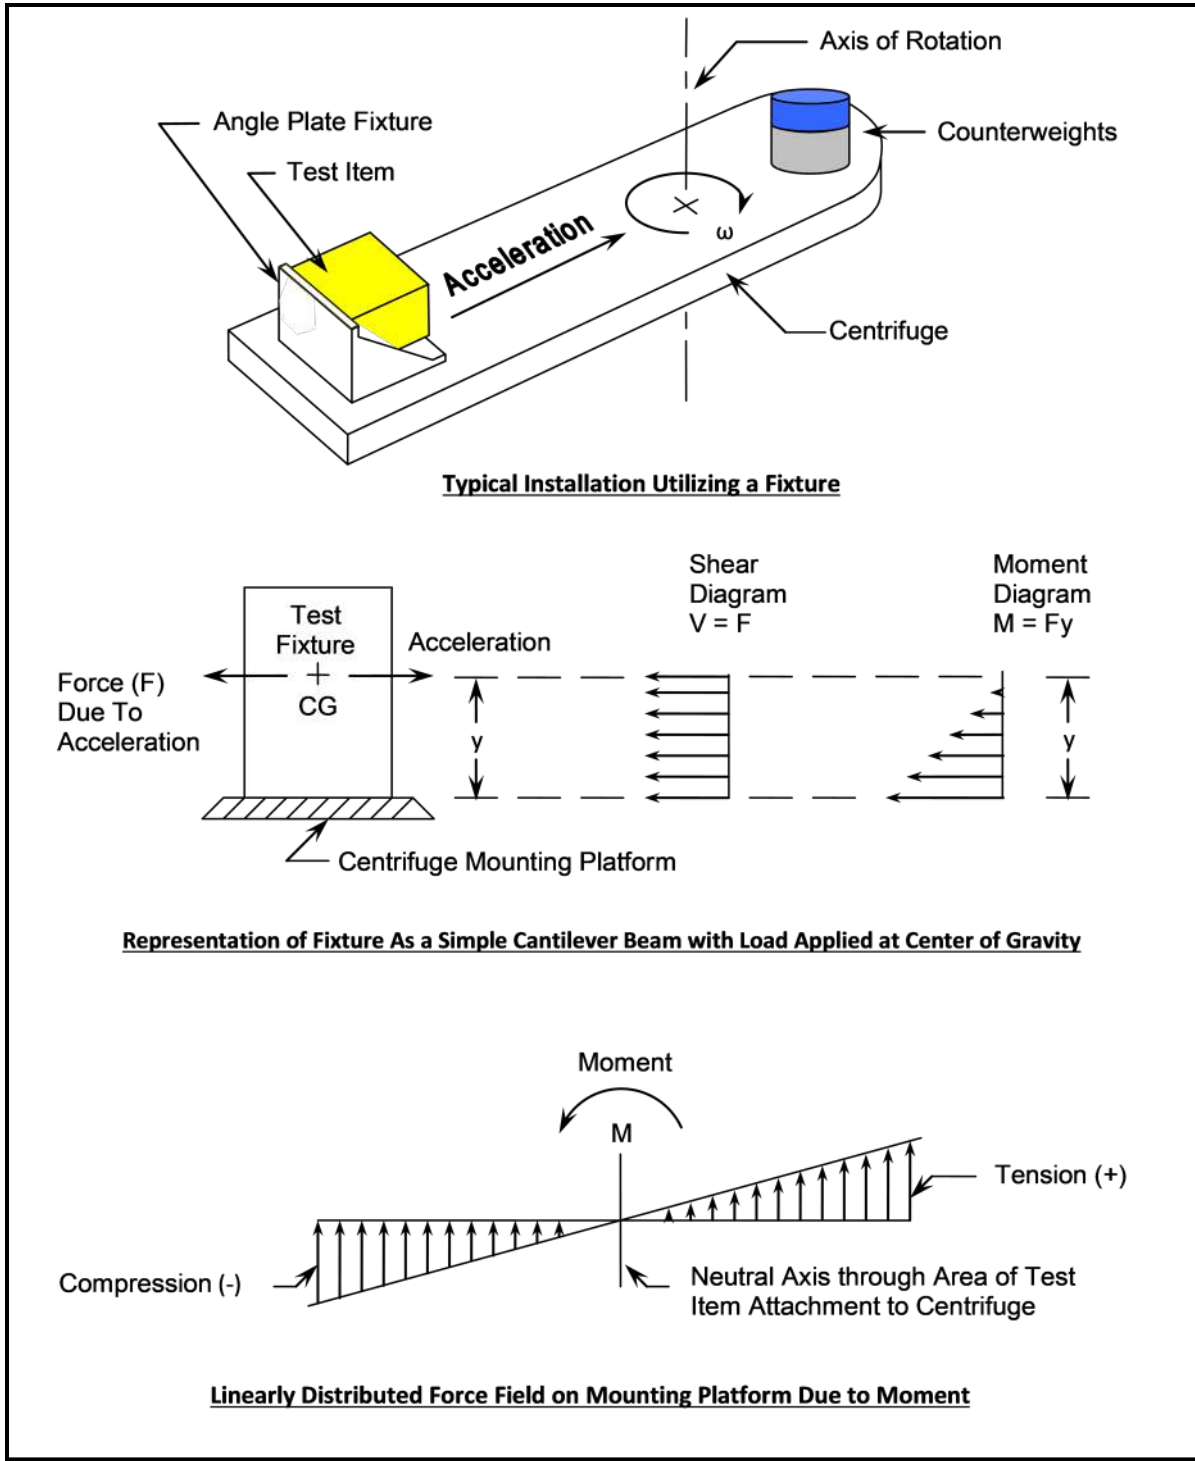 Axis of Rotation
Angle Plate Fixture
Counterweights
Test Item
Acceleration
ω
Centrifuge
Typical Installation Utilizing a Fixture
Shear
Diagram
V = F
Moment
Diagram
M = Fy
Test
Fixture
Acceleration
Force (F)
Due To
Acceleration
CG
y
y
Centrifuge Mounting Platform
Representation of Fixture As a Simple Cantilever Beam with Load Applied at Center of Gravity
Moment
M
Tension (+)
Compression (-)
Neutral Axis through Area of Test
Item Attachment to Centrifuge
Linearly Distributed Force Field on Mounting Platform Due to Moment